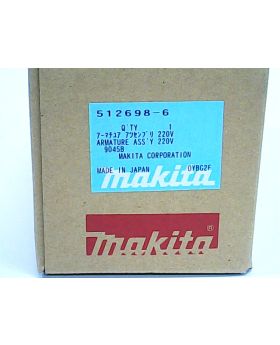 512698-6
Q'TY 1
アーマチュア アッセンブリ 220V
ARMATURE ASS'Y 220V
9045B
MAKITA CORPORATION
MADE IN JAPAN DYBG2F
makita
makita